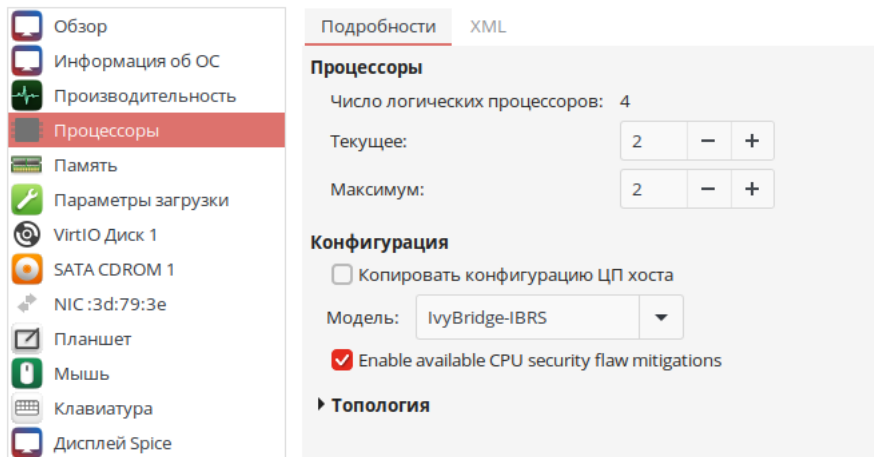 Обзор
Информация об ОС
Производительность
Процессоры
Память
Параметры загрузки
VirtIO Диск 1
SATA CDROM 1
NIC :3d:79:3e
Планшет
Мышь
Клавиатура
Дисплей Spice
Подробности XML
Процессоры
Число логических процессоров: 4
Текущее: 2 − +
Максимум: 2 − +
Конфигурация
Копировать конфигурацию ЦП хоста
Модель: IvyBridge-IBRS
Enable available CPU security flaw mitigations
Топология